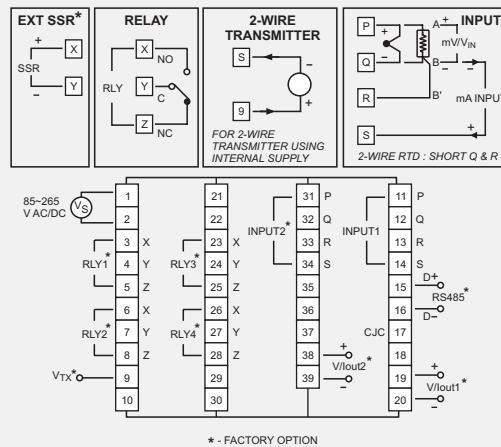 EXT SSR*
+
SSR
−
X
Y
RELAY
X
NO
Y
RLY
C
Z
NC
2-WIRE
TRANSMITTER
S
−
9
+
FOR 2-WIRE
TRANSMITTER USING
INTERNAL SUPPLY
INPUT
P
A
+
mV/VIN
+
−
Q
B
−
−
R
B'
mA INPUT
S
+
2-WIRE RTD : SHORT Q & R
85~265
V AC/DC
VS
1
2
3 X
RLY1*
4 Y
5 Z
6 X
RLY2*
7 Y
8 Z
VTX*
9
10
21
22
23 X
RLY3*
24 Y
25 Z
26 X
RLY4*
27 Y
28 Z
29
30
31 P
32 Q
INPUT2*
33 R
34 S
35
36
37
38 +
V/Iout2*
39 −
11 P
12 Q
INPUT1
13 R
14 S
15 D+
RS485*
16 D−
17 CJC
18
19 +
V/Iout1*
20 −
* - FACTORY OPTION